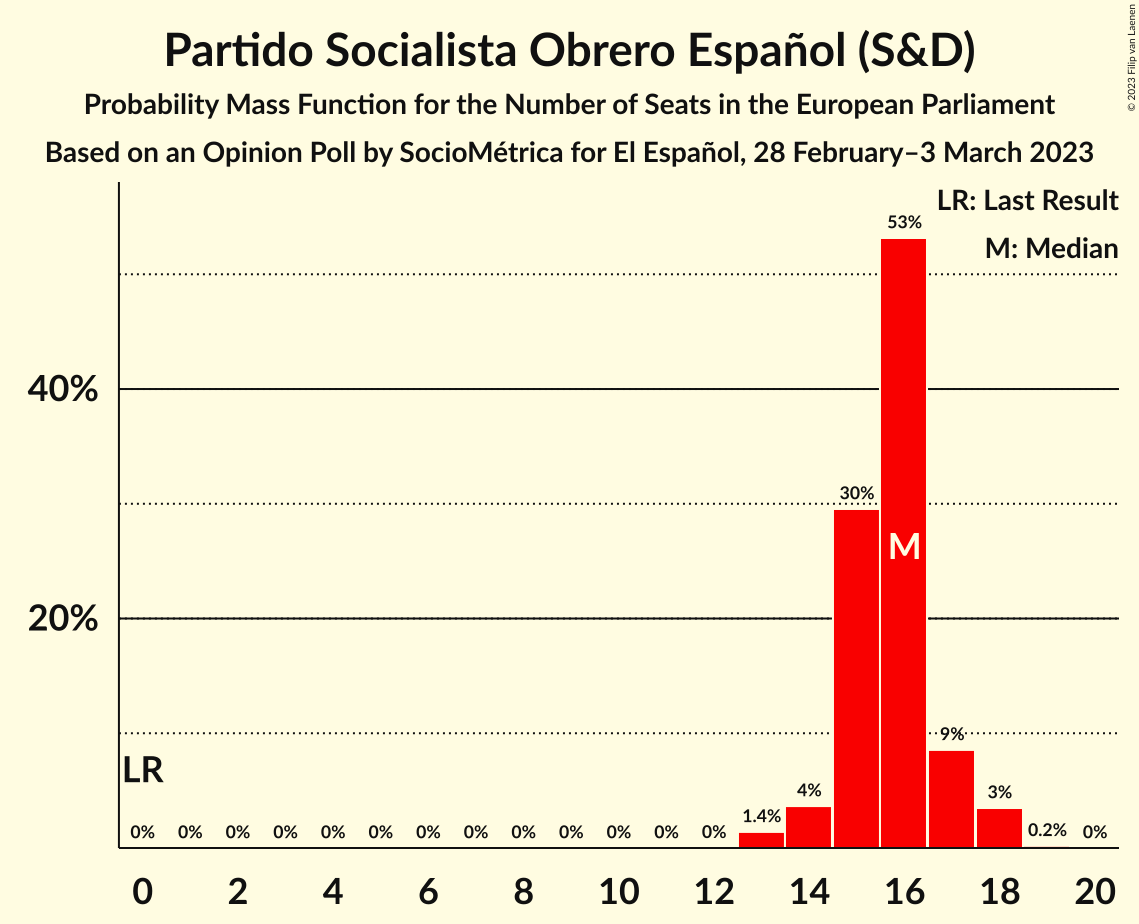 Partido Socialista Obrero Español (S&D)
Probability Mass Function for the Number of Seats in the European Parliament
Based on an Opinion Poll by SocioMétrica for El Español, 28 February–3 March 2023
© 2023 Filip van Laenen
LR: Last Result
M: Median
53%
40%
30%
M
20%
9%
LR
4%
3%
1.4%
0% 0% 0% 0% 0% 0% 0% 0% 0% 0% 0% 0% 0% 0.2% 0%
0 2 4 6 8 10 12 14 16 18 20